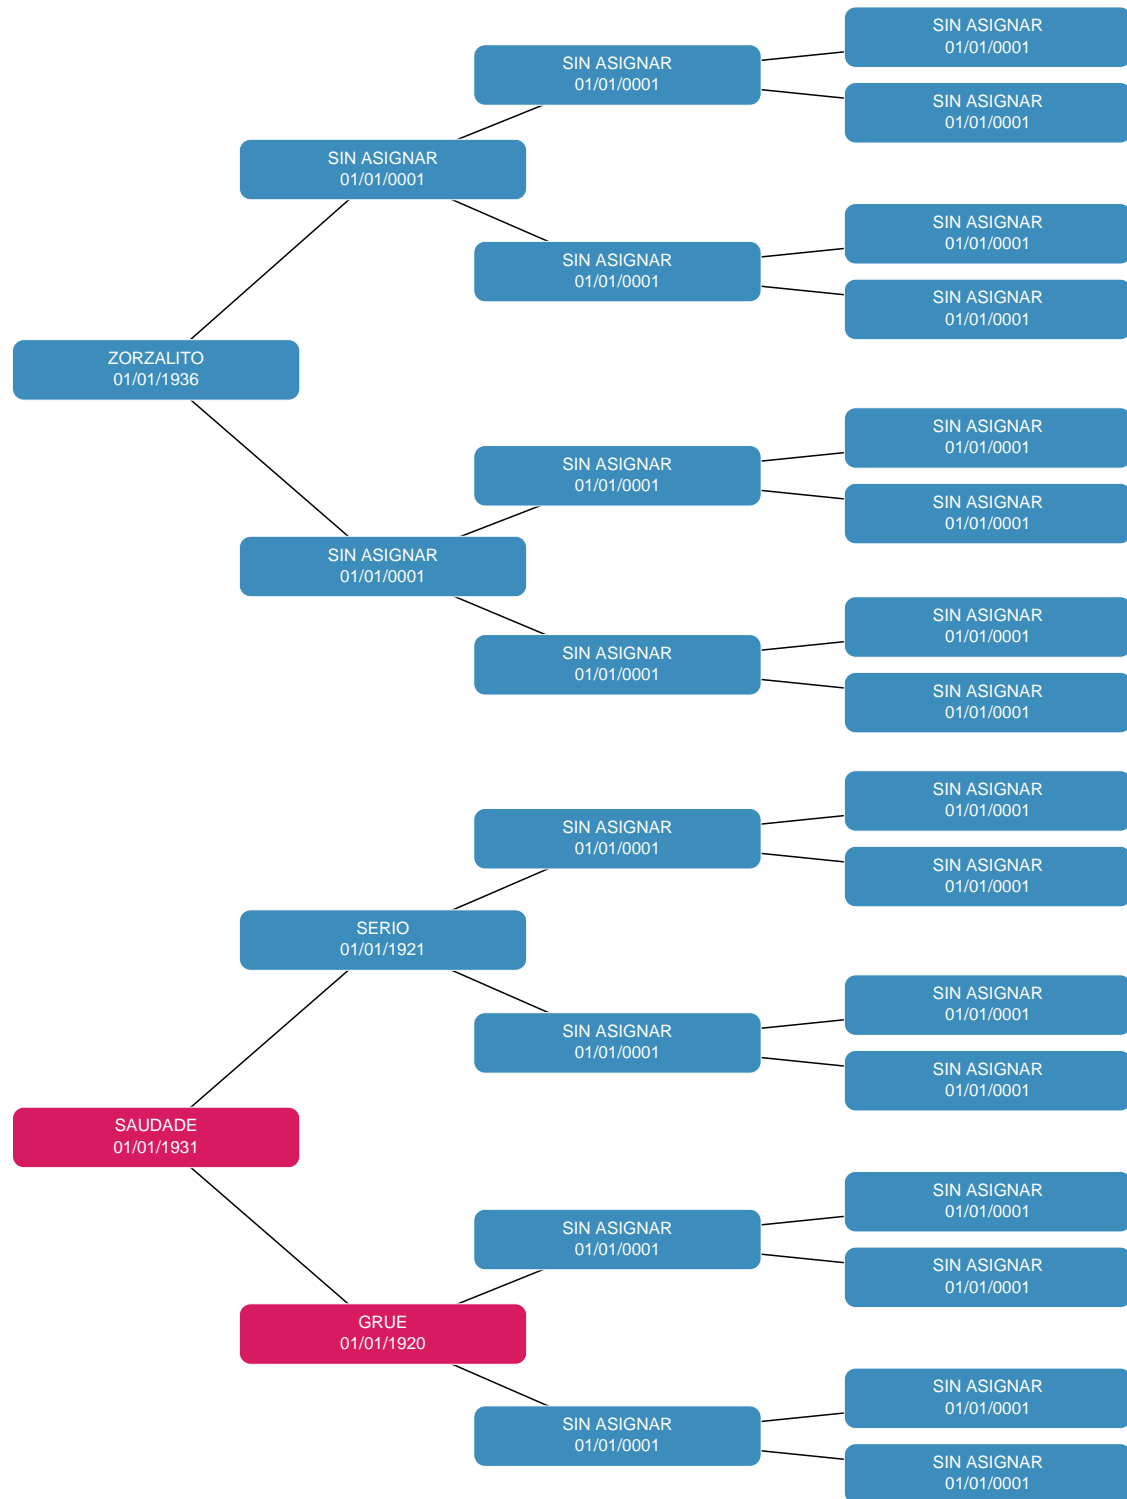 SIN ASIGNAR
01/01/0001
SIN ASIGNAR
01/01/0001
SIN ASIGNAR
01/01/0001
SIN ASIGNAR
01/01/0001
SIN ASIGNAR
01/01/0001
SIN ASIGNAR
01/01/0001
SIN ASIGNAR
01/01/0001
ZORZALITO
01/01/1936
SIN ASIGNAR
01/01/0001
SIN ASIGNAR
01/01/0001
SIN ASIGNAR
01/01/0001
SIN ASIGNAR
01/01/0001
SIN ASIGNAR
01/01/0001
SIN ASIGNAR
01/01/0001
SIN ASIGNAR
01/01/0001
SIN ASIGNAR
01/01/0001
SIN ASIGNAR
01/01/0001
SIN ASIGNAR
01/01/0001
SIN ASIGNAR
01/01/0001
SERIO
01/01/1921
SIN ASIGNAR
01/01/0001
SIN ASIGNAR
01/01/0001
SIN ASIGNAR
01/01/0001
SAUDADE
01/01/1931
SIN ASIGNAR
01/01/0001
SIN ASIGNAR
01/01/0001
SIN ASIGNAR
01/01/0001
GRUE
01/01/1920
SIN ASIGNAR
01/01/0001
SIN ASIGNAR
01/01/0001
SIN ASIGNAR
01/01/0001